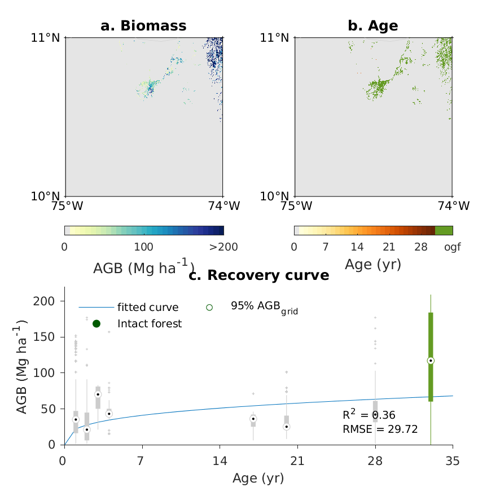 a. Biomass
b. Age
11°N
11°N
10°N
10°N
75°W
74°W
75°W
74°W
0
100
>200
0
7
14
21
28
ogf
AGB (Mg ha⁻¹)
Age (yr)
c. Recovery curve
fitted curve
95% AGB_grid
Intact forest
200
150
100
50
0
AGB (Mg ha⁻¹)
R² = 0.36
RMSE = 29.72
0
7
14
21
28
35
Age (yr)